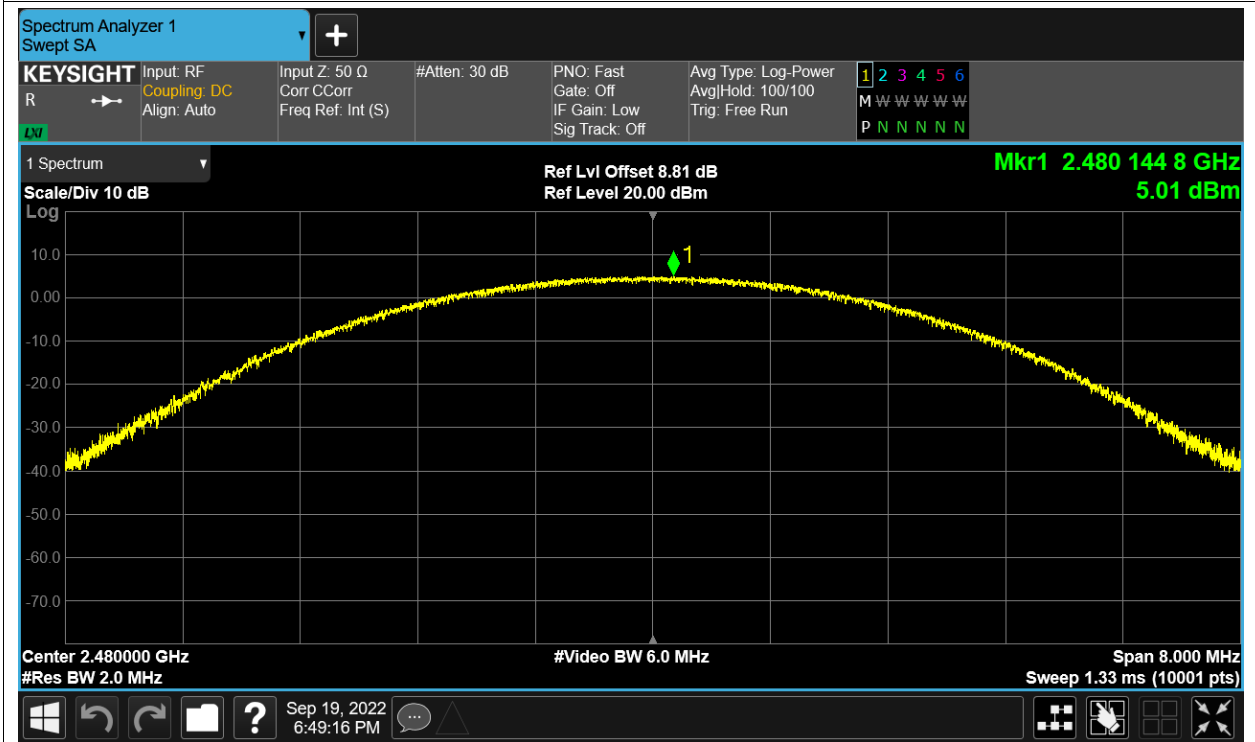 Spectrum Analyzer 1
Swept SA
+
KEYSIGHT Input: RF Input Z: 50 Ω #Atten: 30 dB PNO: Fast Avg Type: Log-Power 1 2 3 4 5 6
R Coupling: DC Corr CCorr Gate: Off Avg|Hold: 100/100 M W W W W W
Align: Auto Freq Ref: Int (S) IF Gain: Low Trig: Free Run
LXI Sig Track: Off P N N N N N
1 Spectrum Ref Lvl Offset 8.81 dB Mkr1 2.480 144 8 GHz
Scale/Div 10 dB Ref Level 20.00 dBm 5.01 dBm
Log
1
10.0
0.00
-10.0
-20.0
-30.0
-40.0
-50.0
-60.0
-70.0
Center 2.480000 GHz #Video BW 6.0 MHz Span 8.000 MHz
#Res BW 2.0 MHz Sweep 1.33 ms (10001 pts)
? Sep 19, 2022
6:49:16 PM